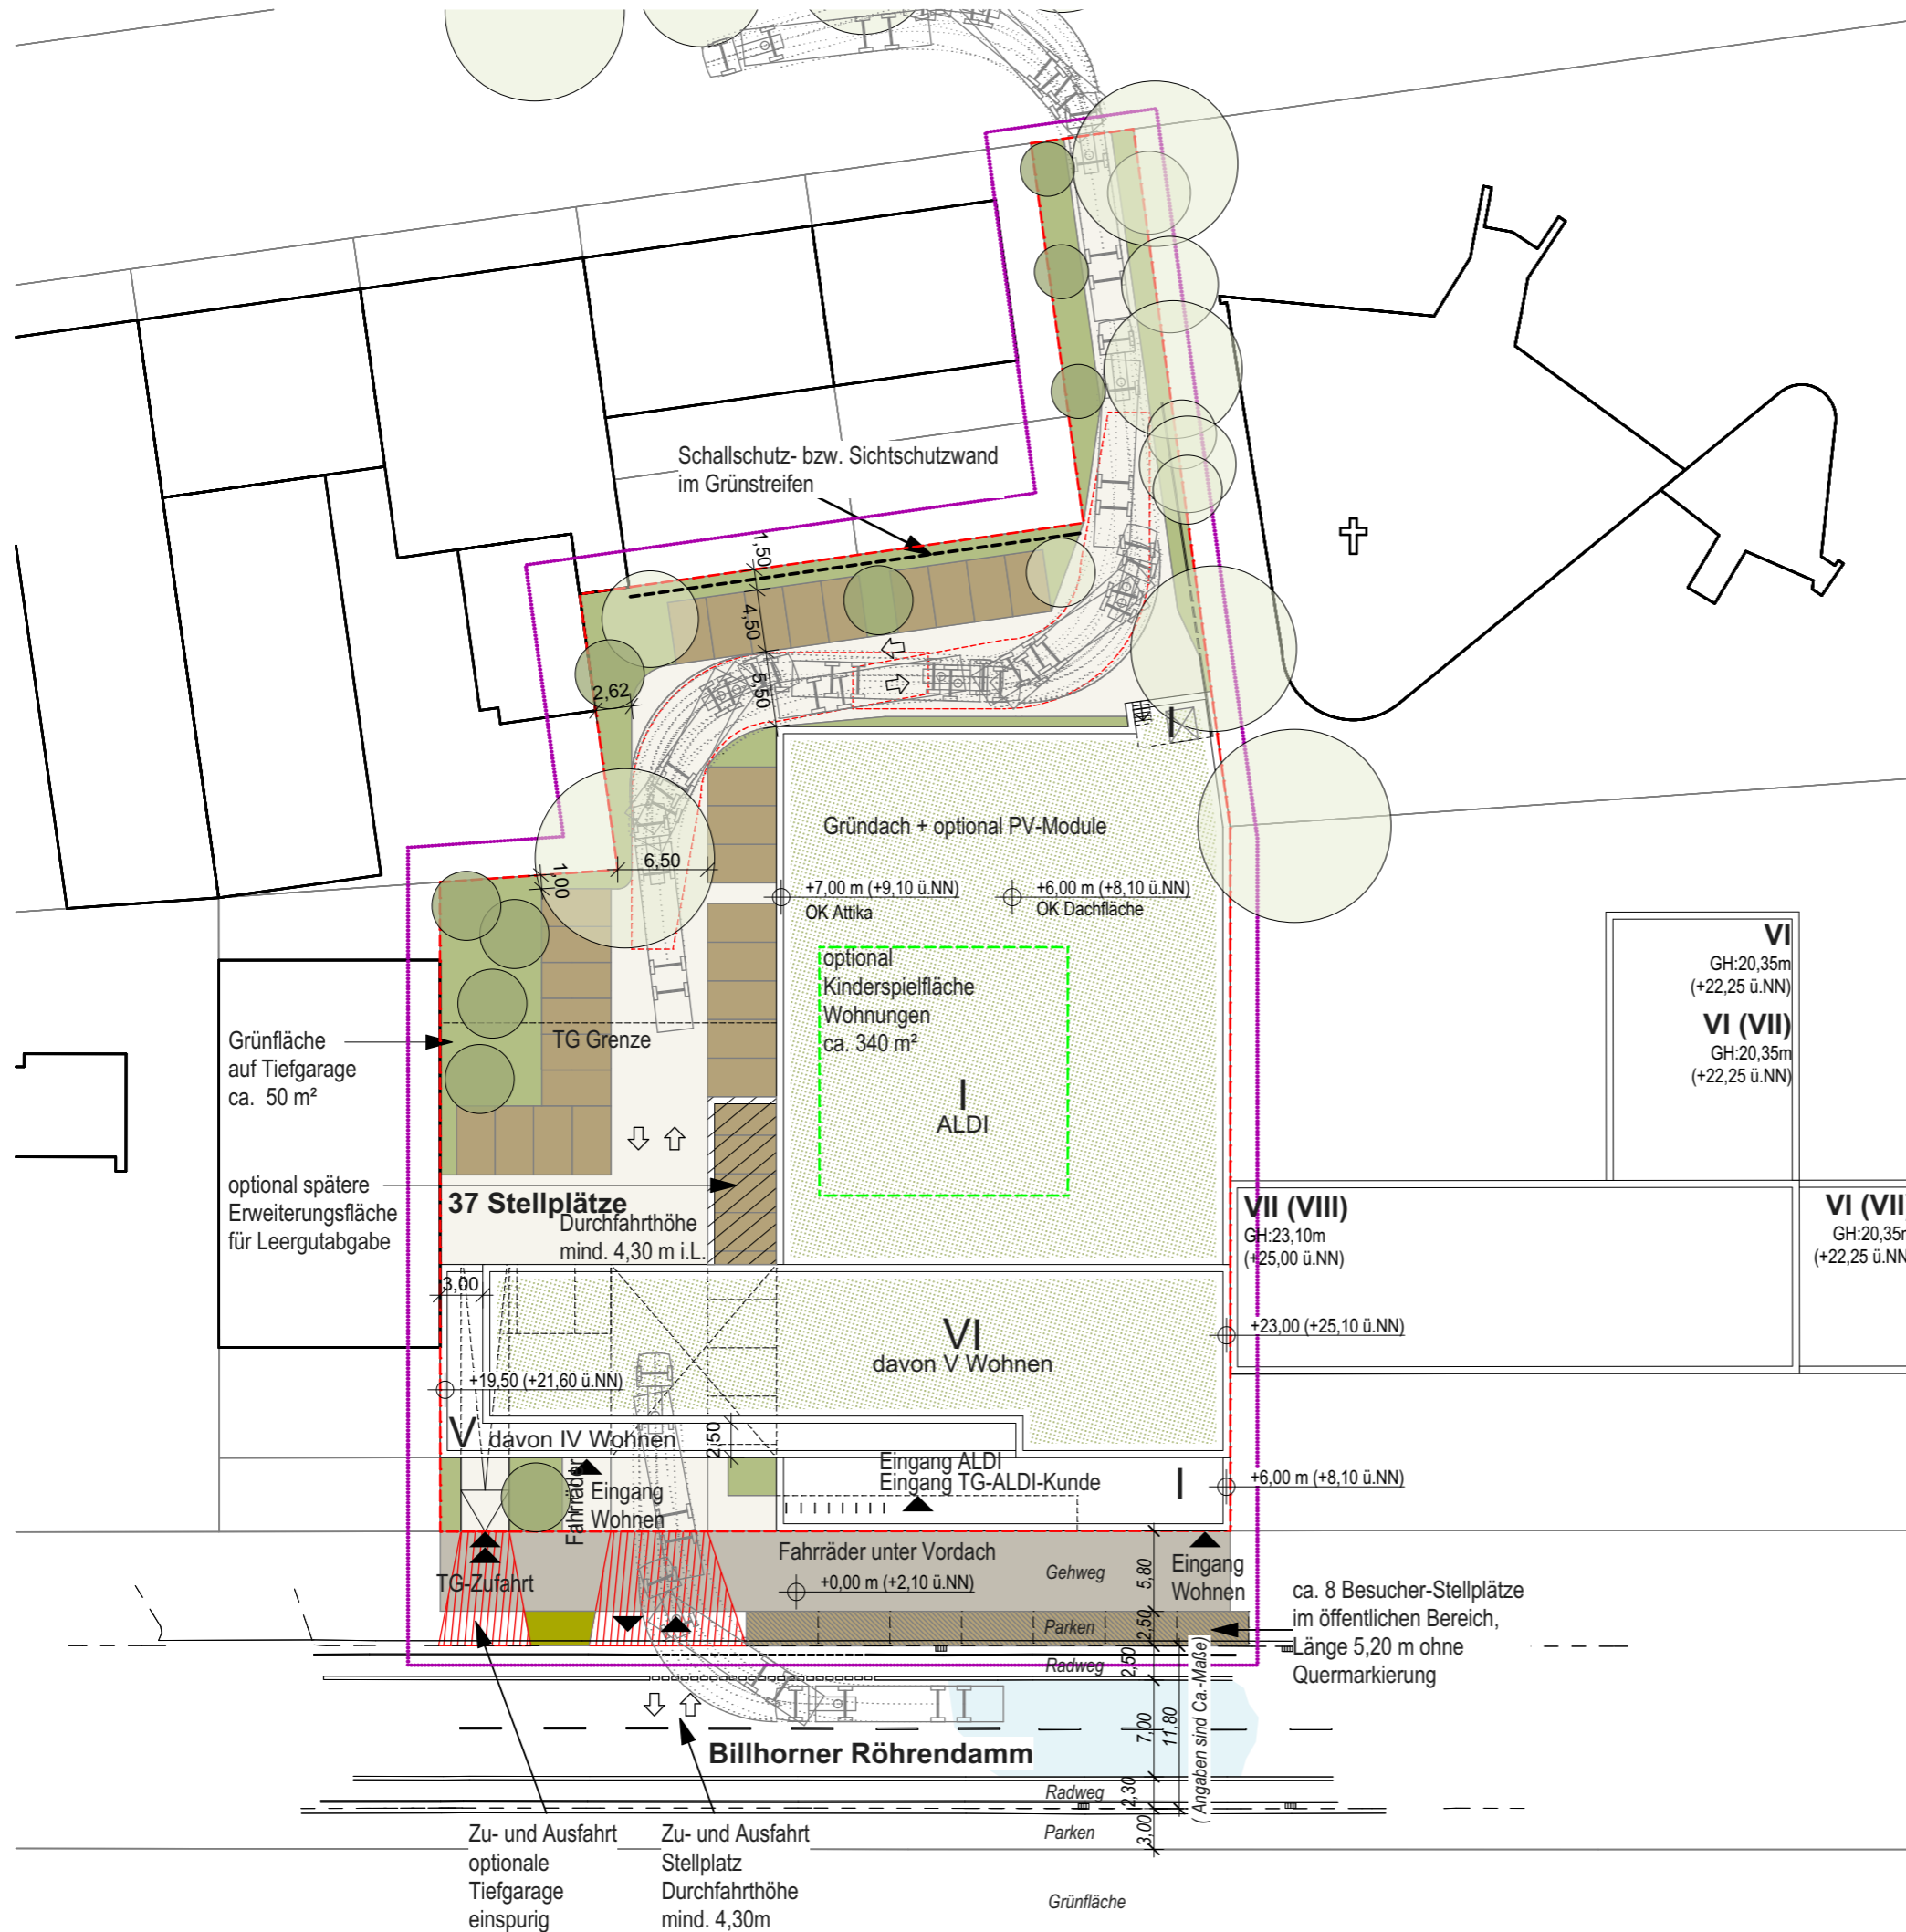 Schallschutz- bzw. Sichtschutzwand
im Grünstreifen
1,50
4,50
5,50
2,62
I
Gründach + optional PV-Module
6,50
1,00
+7,00 m (+9,10 ü.NN)
OK Attika
+6,00 m (+8,10 ü.NN)
OK Dachfläche
VI
GH:20,35m
(+22,25 ü.NN)
VI (VII)
GH:20,35m
(+22,25 ü.NN)
optional
Kinderspielfläche
Wohnungen
ca. 340 m²
Grünfläche
auf Tiefgarage
ca. 50 m²
TG Grenze
I
ALDI
optional spätere
Erweiterungsfläche
für Leergutabgabe
37 Stellplätze
Durchfahrthöhe
mind. 4,30 m i.L.
VII (VIII)
GH:23,10m
(+25,00 ü.NN)
VI (VII
GH:20,35m
(+22,25 ü.NN
3,00
VI
davon V Wohnen
+23,00 (+25,10 ü.NN)
+19,50 (+21,60 ü.NN)
V davon IV Wohnen
2,50
Eingang ALDI
Eingang TG-ALDI-Kunde
I
+6,00 m (+8,10 ü.NN)
Fahrräder
Eingang
Wohnen
TG-Zufahrt
Fahrräder unter Vordach
+0,00 m (+2,10 ü.NN)
Gehweg
5,80
Eingang
Wohnen
ca. 8 Besucher-Stellplätze
im öffentlichen Bereich,
Länge 5,20 m ohne
Quermarkierung
Parken
2,50
Radweg
2,50
7,00
11,80
( Angaben sind Ca.-Maße)
Billhorner Röhrendamm
Radweg
2,30
Parken
3,00
Zu- und Ausfahrt
optionale
Tiefgarage
einspurig
Zu- und Ausfahrt
Stellplatz
Durchfahrthöhe
mind. 4,30m
Grünfläche